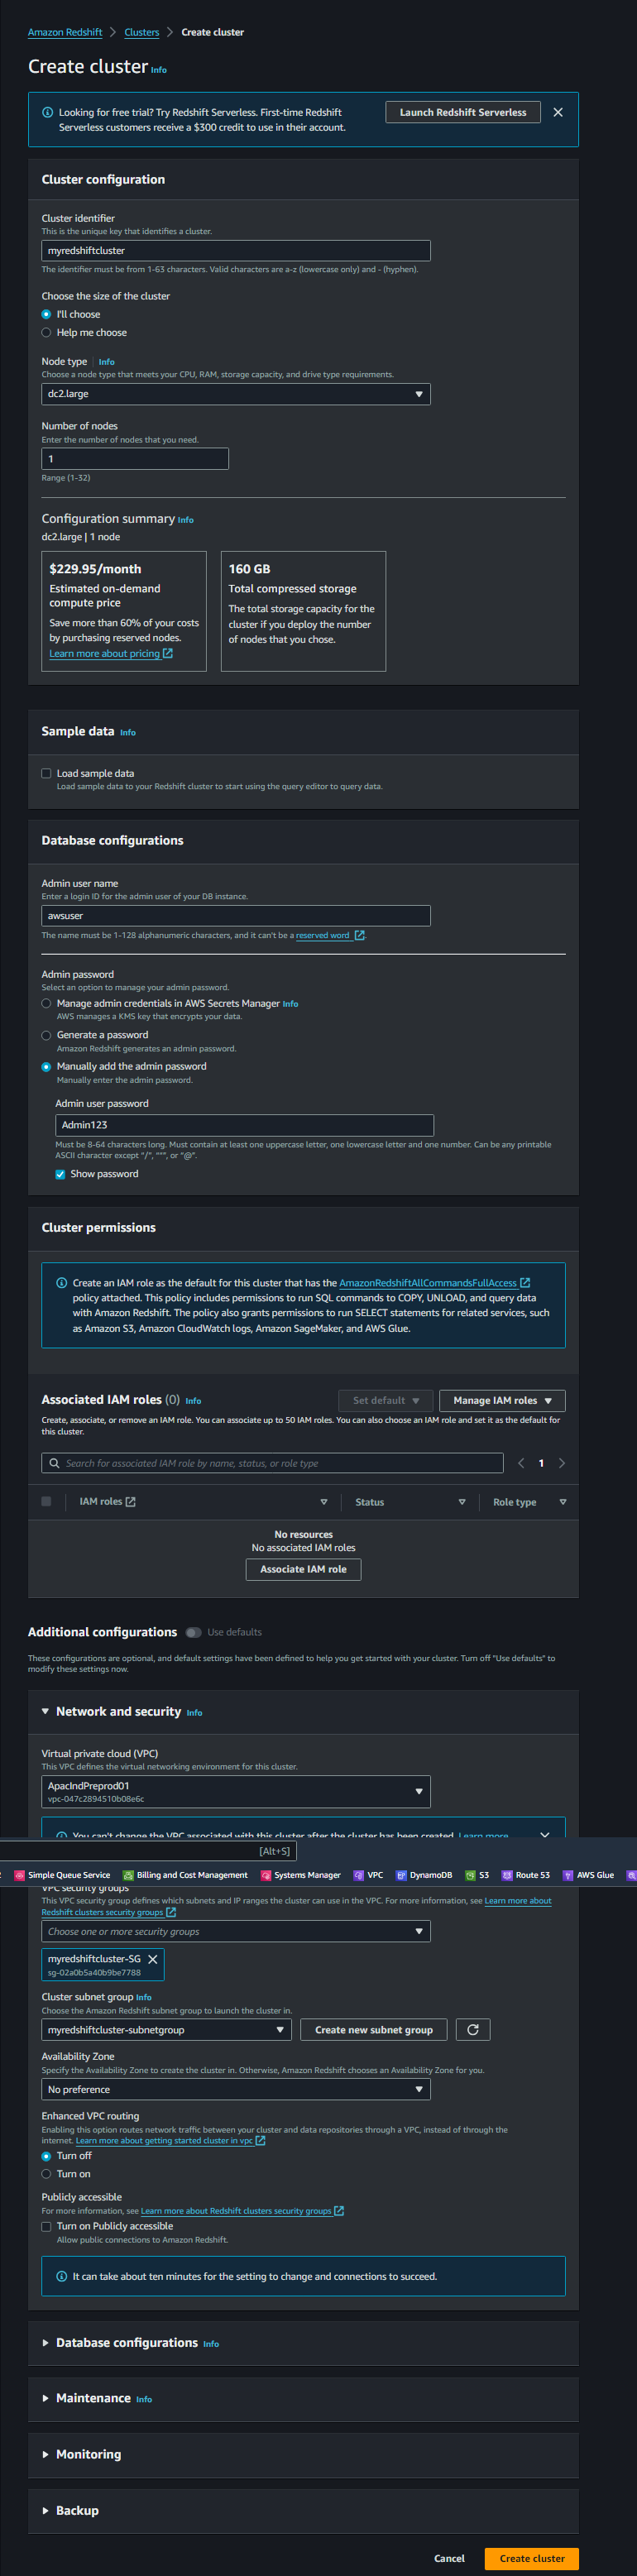 Amazon Redshift > Clusters > Create cluster
Create cluster Info
Looking for free trial? Try Redshift Serverless. First-time Redshift
Serverless customers receive a $300 credit to use in their account.
Launch Redshift Serverless
Cluster configuration
Cluster identifier
This is the unique key that identifies a cluster.
myredshiftcluster
The identifier must be from 1-63 characters. Valid characters are a-z (lowercase only) and - (hyphen).
Choose the size of the cluster
I'll choose
Help me choose
Node type Info
Choose a node type that meets your CPU, RAM, storage capacity, and drive type requirements.
dc2.large
Number of nodes
Enter the number of nodes that you need.
1
Range (1-32)
Configuration summary Info
dc2.large | 1 node
$229.95/month
Estimated on-demand
compute price
Save more than 60% of your costs
by purchasing reserved nodes.
Learn more about pricing
160 GB
Total compressed storage
The total storage capacity for the
cluster if you deploy the number
of nodes that you chose.
Sample data Info
Load sample data
Load sample data to your Redshift cluster to start using the query editor to query data.
Database configurations
Admin user name
Enter a login ID for the admin user of your DB instance.
awsuser
The name must be 1-128 alphanumeric characters, and it can't be a reserved word .
Admin password
Select an option to manage your admin password.
Manage admin credentials in AWS Secrets Manager Info
AWS manages a KMS key that encrypts your data.
Generate a password
Amazon Redshift generates an admin password.
Manually add the admin password
Manually enter the admin password.
Admin user password
Admin123
Must be 8-64 characters long. Must contain at least one uppercase letter, one lowercase letter and one number. Can be any printable
ASCII character except "/", """, or "@".
Show password
Cluster permissions
Create an IAM role as the default for this cluster that has the AmazonRedshiftAllCommandsFullAccess
policy attached. This policy includes permissions to run SQL commands to COPY, UNLOAD, and query data
with Amazon Redshift. The policy also grants permissions to run SELECT statements for related services, such
as Amazon S3, Amazon CloudWatch logs, Amazon SageMaker, and AWS Glue.
Associated IAM roles (0) Info
Set default
Manage IAM roles
Create, associate, or remove an IAM role. You can associate up to 50 IAM roles. You can also choose an IAM role and set it as the default for
this cluster.
Search for associated IAM role by name, status, or role type
< 1 >
IAM roles
Status
Role type
No resources
No associated IAM roles
Associate IAM role
Additional configurations Use defaults
These configurations are optional, and default settings have been defined to help you get started with your cluster. Turn off "Use defaults" to
modify these settings now.
Network and security Info
Virtual private cloud (VPC)
This VPC defines the virtual networking environment for this cluster.
ApacIndPreprod01
vpc-047c2894510b08e6c
You can't change the VPC associated with this cluster after the cluster has been created. Learn more
[Alt+S]
Simple Queue Service Billing and Cost Management Systems Manager VPC DynamoDB S3 Route 53 AWS Glue
VPC security groups
This VPC security group defines which subnets and IP ranges the cluster can use in the VPC. For more information, see Learn more about
Redshift clusters security groups
Choose one or more security groups
myredshiftcluster-SG
sg-02a0b5a40b9be7788
Cluster subnet group Info
Choose the Amazon Redshift subnet group to launch the cluster in.
myredshiftcluster-subnetgroup
Create new subnet group
Availability Zone
Specify the Availability Zone to create the cluster in. Otherwise, Amazon Redshift chooses an Availability Zone for you.
No preference
Enhanced VPC routing
Enabling this option routes network traffic between your cluster and data repositories through a VPC, instead of through the
internet. Learn more about getting started cluster in vpc
Turn off
Turn on
Publicly accessible
For more information, see Learn more about Redshift clusters security groups
Turn on Publicly accessible
Allow public connections to Amazon Redshift.
It can take about ten minutes for the setting to change and connections to succeed.
Database configurations Info
Maintenance Info
Monitoring
Backup
Cancel
Create cluster